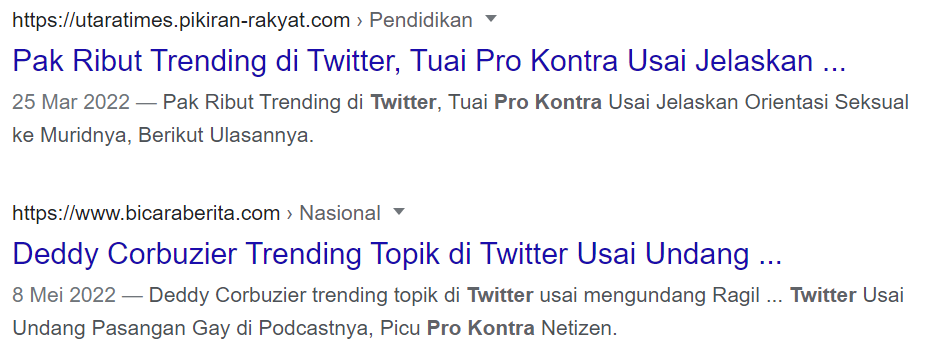 https://utaratimes.pikiran-rakyat.com › Pendidikan
Pak Ribut Trending di Twitter, Tuai Pro Kontra Usai Jelaskan ...
25 Mar 2022 — Pak Ribut Trending di Twitter, Tuai Pro Kontra Usai Jelaskan Orientasi Seksual
ke Muridnya, Berikut Ulasannya.
https://www.bicaraberita.com › Nasional
Deddy Corbuzier Trending Topik di Twitter Usai Undang ...
8 Mei 2022 — Deddy Corbuzier trending topik di Twitter usai mengundang Ragil ... Twitter Usai
Undang Pasangan Gay di Podcastnya, Picu Pro Kontra Netizen.